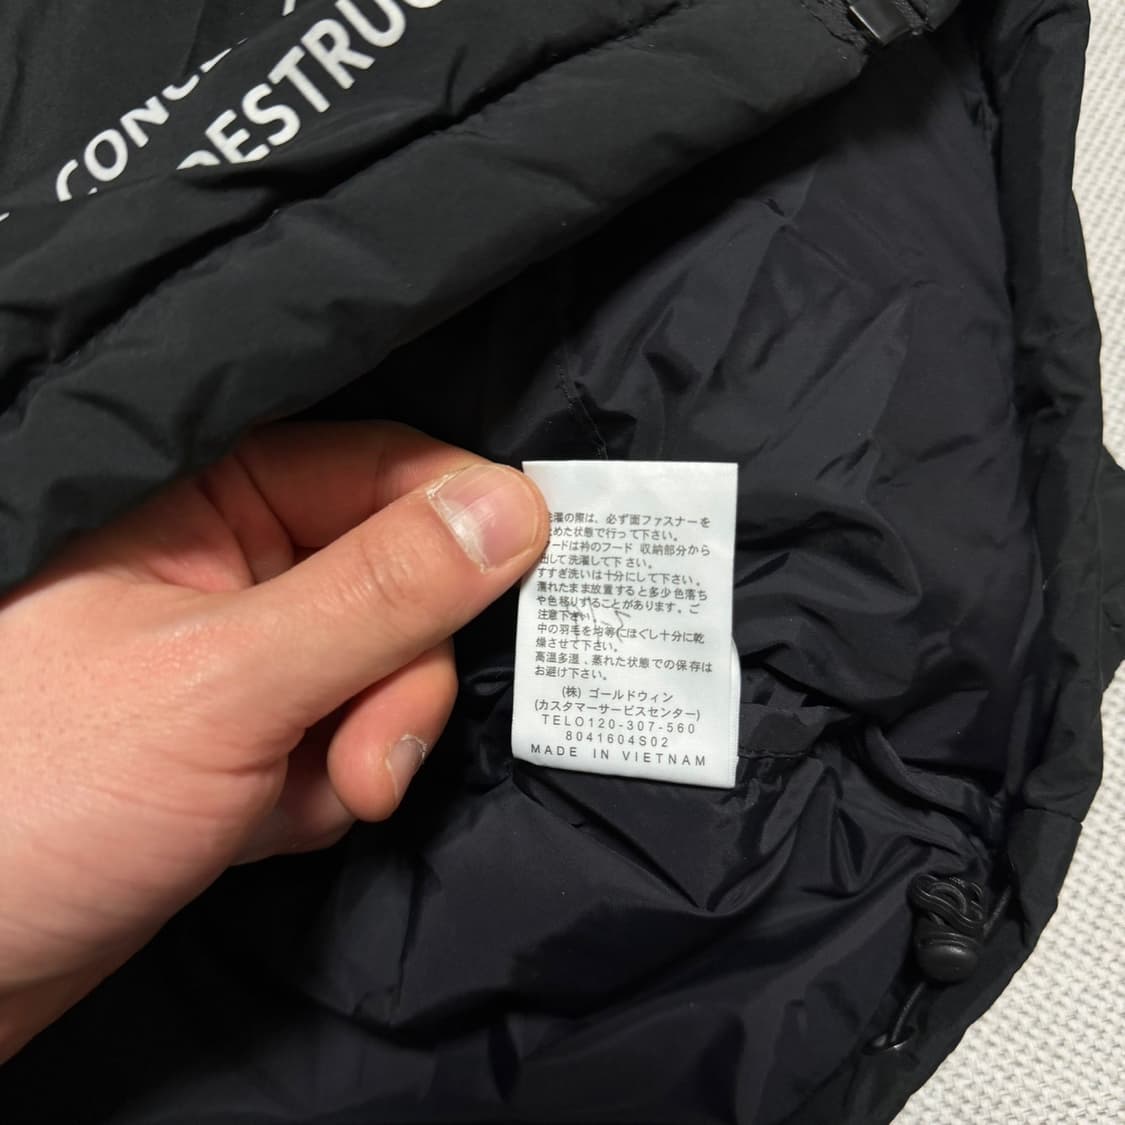 CONC
DESTRUC
洗濯の際は、必ず面ファスナーを
止めた状態で行って下さい。
フードは衿のフード 収納部分から
出して洗濯して下さい。
すすぎ洗いは十分にして下さい。
濡れたまま放置すると多少色落ち
や色移りすることがあります。ご
注意下さい。
中の羽毛を均等にほぐし十分に乾
燥させて下さい。
高温多湿、蒸れた状態での保存は
お避け下さい。
(株) ゴールドウィン
(カスタマーサービスセンター)
TEL0120-307-560
8041604S02
MADE IN VIETNAM